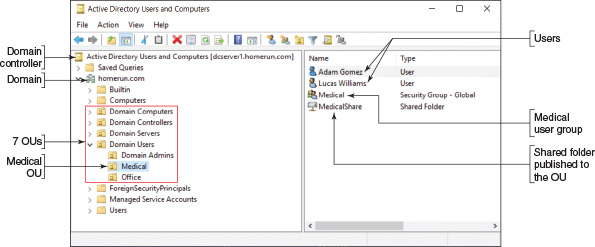 Active Directory Users and Computers
File Action View Help
Domain controller
Domain
7 OUs
Medical OU
Active Directory Users and Computers [dcserver1.homerun.com]
Saved Queries
homerun.com
Builtin
Computers
Domain Computers
Domain Controllers
Domain Servers
Domain Users
Domain Admins
Medical
Office
ForeignSecurityPrincipals
Managed Service Accounts
Users
Name Type
Adam Gomez User
Lucas Williams User
Medical Security Group - Global
MedicalShare Shared Folder
Users
Medical
user group
Shared folder
published to
the OU